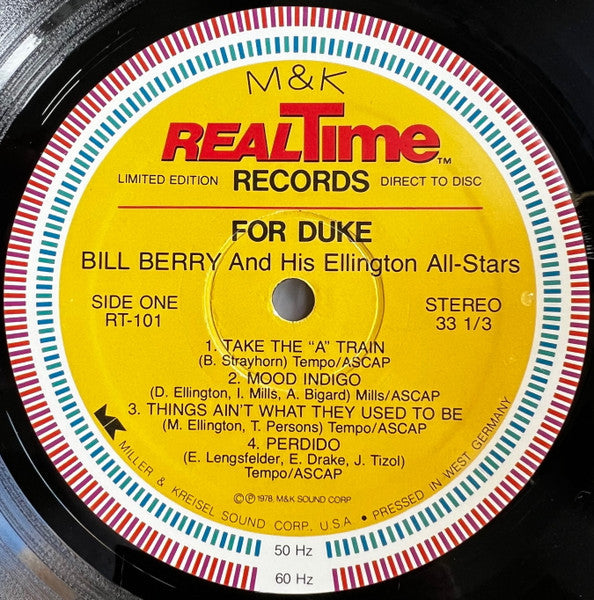 M&K
REALTime TM
LIMITED EDITION RECORDS DIRECT TO DISC
FOR DUKE
BILL BERRY And His Ellington All-Stars
SIDE ONE STEREO
RT-101 33 1/3
1. TAKE THE "A" TRAIN
(B. Strayhorn) Tempo/ASCAP
2. MOOD INDIGO
(D. Ellington, I. Mills, A. Bigard) Mills/ASCAP
3. THINGS AIN'T WHAT THEY USED TO BE
(M. Ellington, T. Persons) Tempo/ASCAP
4. PERDIDO
(E. Lengsfelder, E. Drake, J. Tizol)
Tempo/ASCAP
©℗1978, M&K SOUND CORP
MK MILLER & KREISEL SOUND CORP. U.S.A • PRESSED IN WEST GERMANY
50 Hz
60 Hz